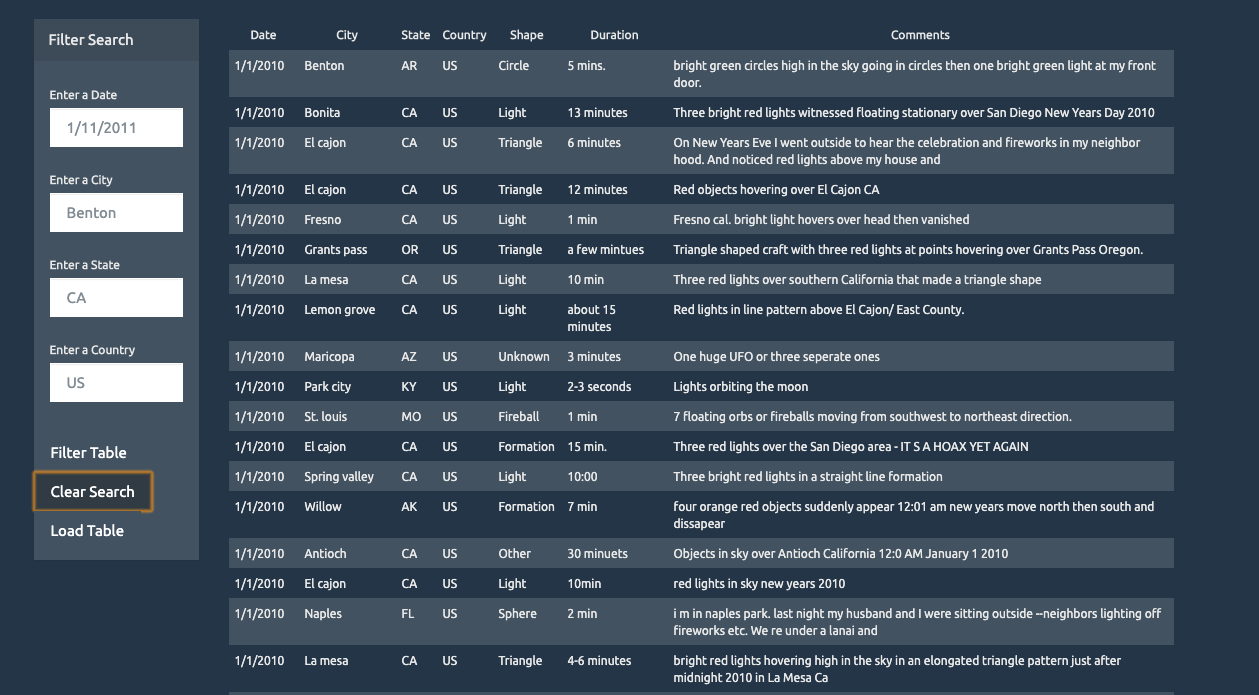 Filter Search
Enter a Date
1/11/2011
Enter a City
Benton
Enter a State
CA
Enter a Country
US
Filter Table
Clear Search
Load Table
Date City State Country Shape Duration Comments
1/1/2010 Benton AR US Circle 5 mins. bright green circles high in the sky going in circles then one bright green light at my front
door.
1/1/2010 Bonita CA US Light 13 minutes Three bright red lights witnessed floating stationary over San Diego New Years Day 2010
1/1/2010 El cajon CA US Triangle 6 minutes On New Years Eve I went outside to hear the celebration and fireworks in my neighbor
hood. And noticed red lights above my house and
1/1/2010 El cajon CA US Triangle 12 minutes Red objects hovering over El Cajon CA
1/1/2010 Fresno CA US Light 1 min Fresno cal. bright light hovers over head then vanished
1/1/2010 Grants pass OR US Triangle a few mintues Triangle shaped craft with three red lights at points hovering over Grants Pass Oregon.
1/1/2010 La mesa CA US Light 10 min Three red lights over southern California that made a triangle shape
1/1/2010 Lemon grove CA US Light about 15 Red lights in line pattern above El Cajon/ East County.
minutes
1/1/2010 Maricopa AZ US Unknown 3 minutes One huge UFO or three seperate ones
1/1/2010 Park city KY US Light 2-3 seconds Lights orbiting the moon
1/1/2010 St. louis MO US Fireball 1 min 7 floating orbs or fireballs moving from southwest to northeast direction.
1/1/2010 El cajon CA US Formation 15 min. Three red lights over the San Diego area - IT S A HOAX YET AGAIN
1/1/2010 Spring valley CA US Light 10:00 Three bright red lights in a straight line formation
1/1/2010 Willow AK US Formation 7 min four orange red objects suddenly appear 12:01 am new years move north then south and
dissapear
1/1/2010 Antioch CA US Other 30 minuets Objects in sky over Antioch California 12:0 AM January 1 2010
1/1/2010 El cajon CA US Light 10min red lights in sky new years 2010
1/1/2010 Naples FL US Sphere 2 min i m in naples park. last night my husband and I were sitting outside --neighbors lighting off
fireworks etc. We re under a lanai and
1/1/2010 La mesa CA US Triangle 4-6 minutes bright red lights hovering high in the sky in an elongated triangle pattern just after
midnight 2010 in La Mesa Ca